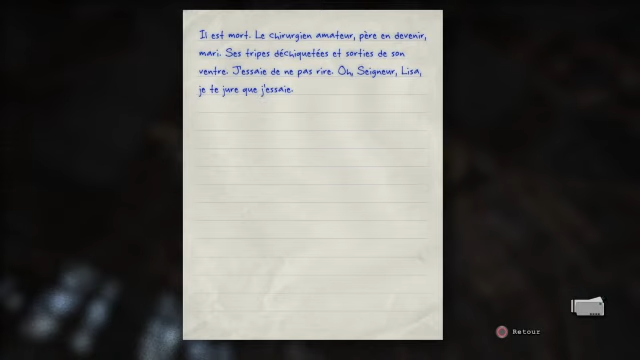 Il est mort. Le chirurgien amateur, père en devenir,
mari. Ses tripes déchiquetées et sorties de son
ventre. J'essaie de ne pas rire. Oh, Seigneur, Lisa,
je te jure que j'essaie.
Retour